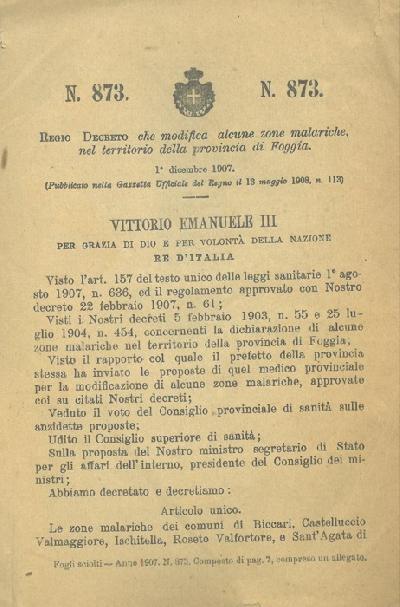 N. 873.
N. 873.
REGIO DECRETO che modifica alcune zone malariche,
nel territorio della provincia di Foggia.
1° dicembre 1907.
(Pubblicato nella Gazzetta Ufficiale del Regno il 13 maggio 1908, n. 113)
VITTORIO EMANUELE III
PER GRAZIA DI DIO E PER VOLONTÀ DELLA NAZIONE
RE D'ITALIA
Visto l'art. 157 del testo unico delle leggi sanitarie 1° ago-
sto 1907, n. 636, ed il regolamento approvato con Nostro
decreto 22 febbraio 1907, n. 61;
Visti i Nostri decreti 5 febbraio 1903, n. 55 e 25 lu-
glio 1904, n. 454, concernenti la dichiarazione di alcune
zone malariche nel territorio della provincia di Foggia;
Visto il rapporto col quale il prefetto della provincia
stessa ha inviato le proposte di quel medico provinciale
per la modificazione di alcune zone malariche, approvate
coi su citati Nostri decreti;
Veduto il voto del Consiglio provinciale di sanità sulle
anzidette proposte;
Udito il Consiglio superiore di sanità;
Sulla proposta del Nostro ministro segretario di Stato
per gli affari dell'interno, presidente del Consiglio dei mi-
nistri;
Abbiamo decretato e decretiamo:
Articolo unico.
Le zone malariche dei comuni di Biccari, Castelluccio
Valmaggiore, Ischitella, Roseto Valfortore, e Sant'Agata di
Fogli sciolti — Anno 1907. N. 873. Composto di pag. 7, compreso un allegato.